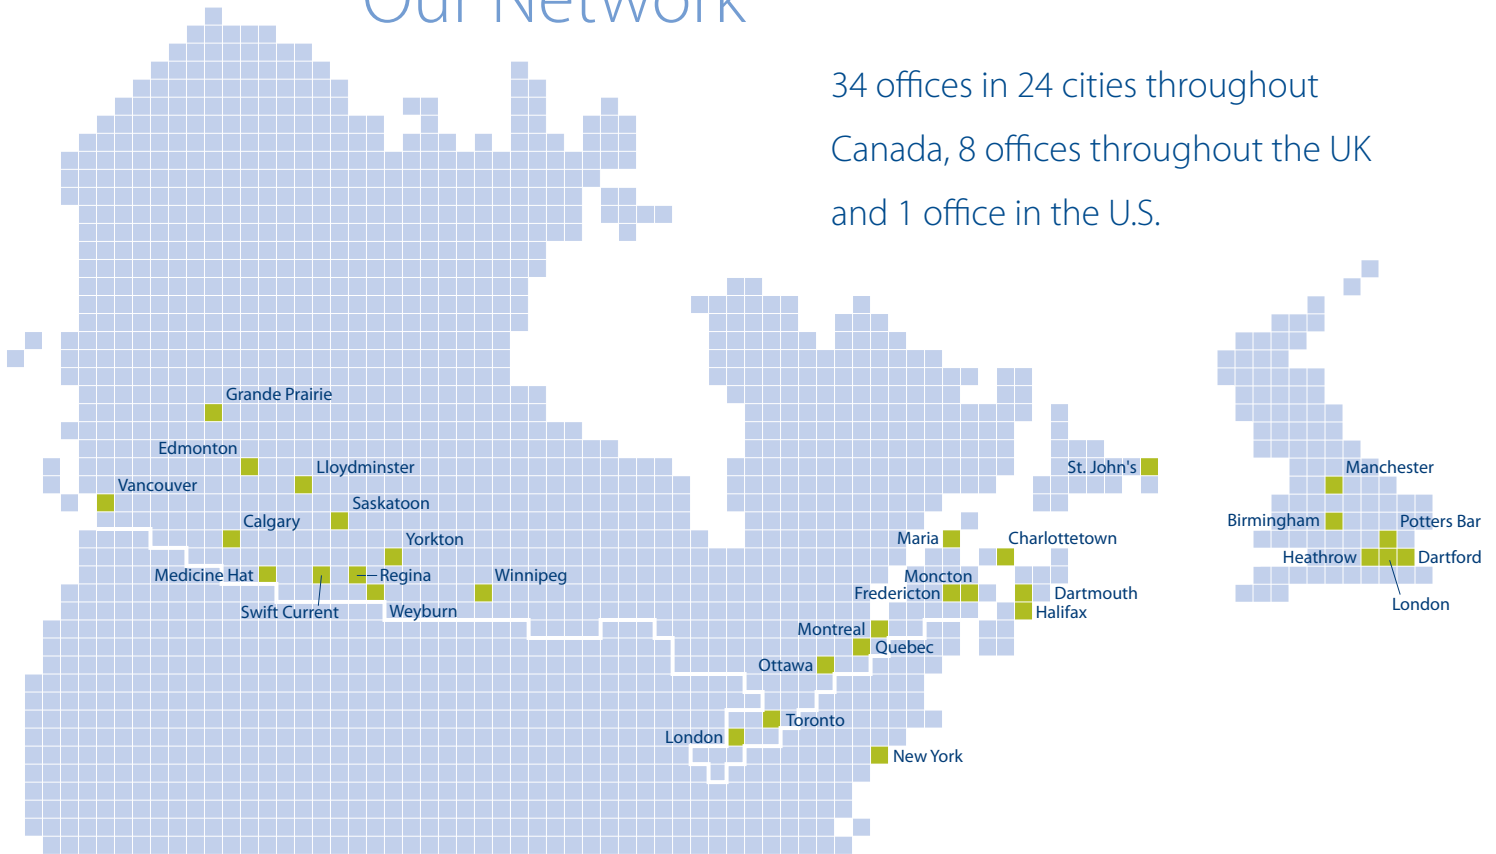 Our Network
34 offices in 24 cities throughout
Canada, 8 offices throughout the UK
and 1 office in the U.S.
Grande Prairie
Edmonton
Lloydminster
Vancouver
Saskatoon
Calgary
Yorkton
Medicine Hat
Regina
Winnipeg
Swift Current
Weyburn
St. John's
Maria
Charlottetown
Moncton
Fredericton
Dartmouth
Halifax
Montreal
Quebec
Ottawa
Toronto
London
New York
Manchester
Birmingham
Potters Bar
Heathrow
Dartford
London